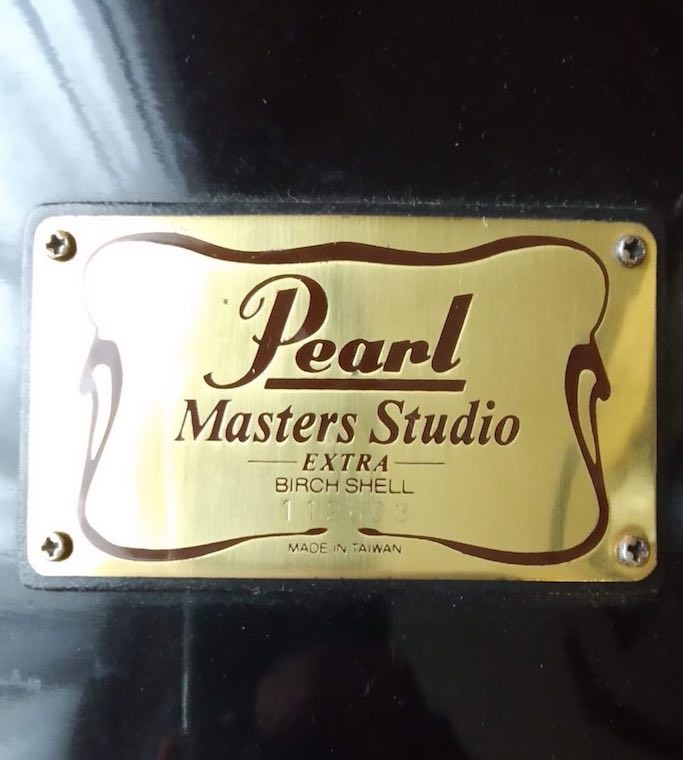 Pearl
Masters Studio
EXTRA
BIRCH SHELL
MADE IN TAIWAN